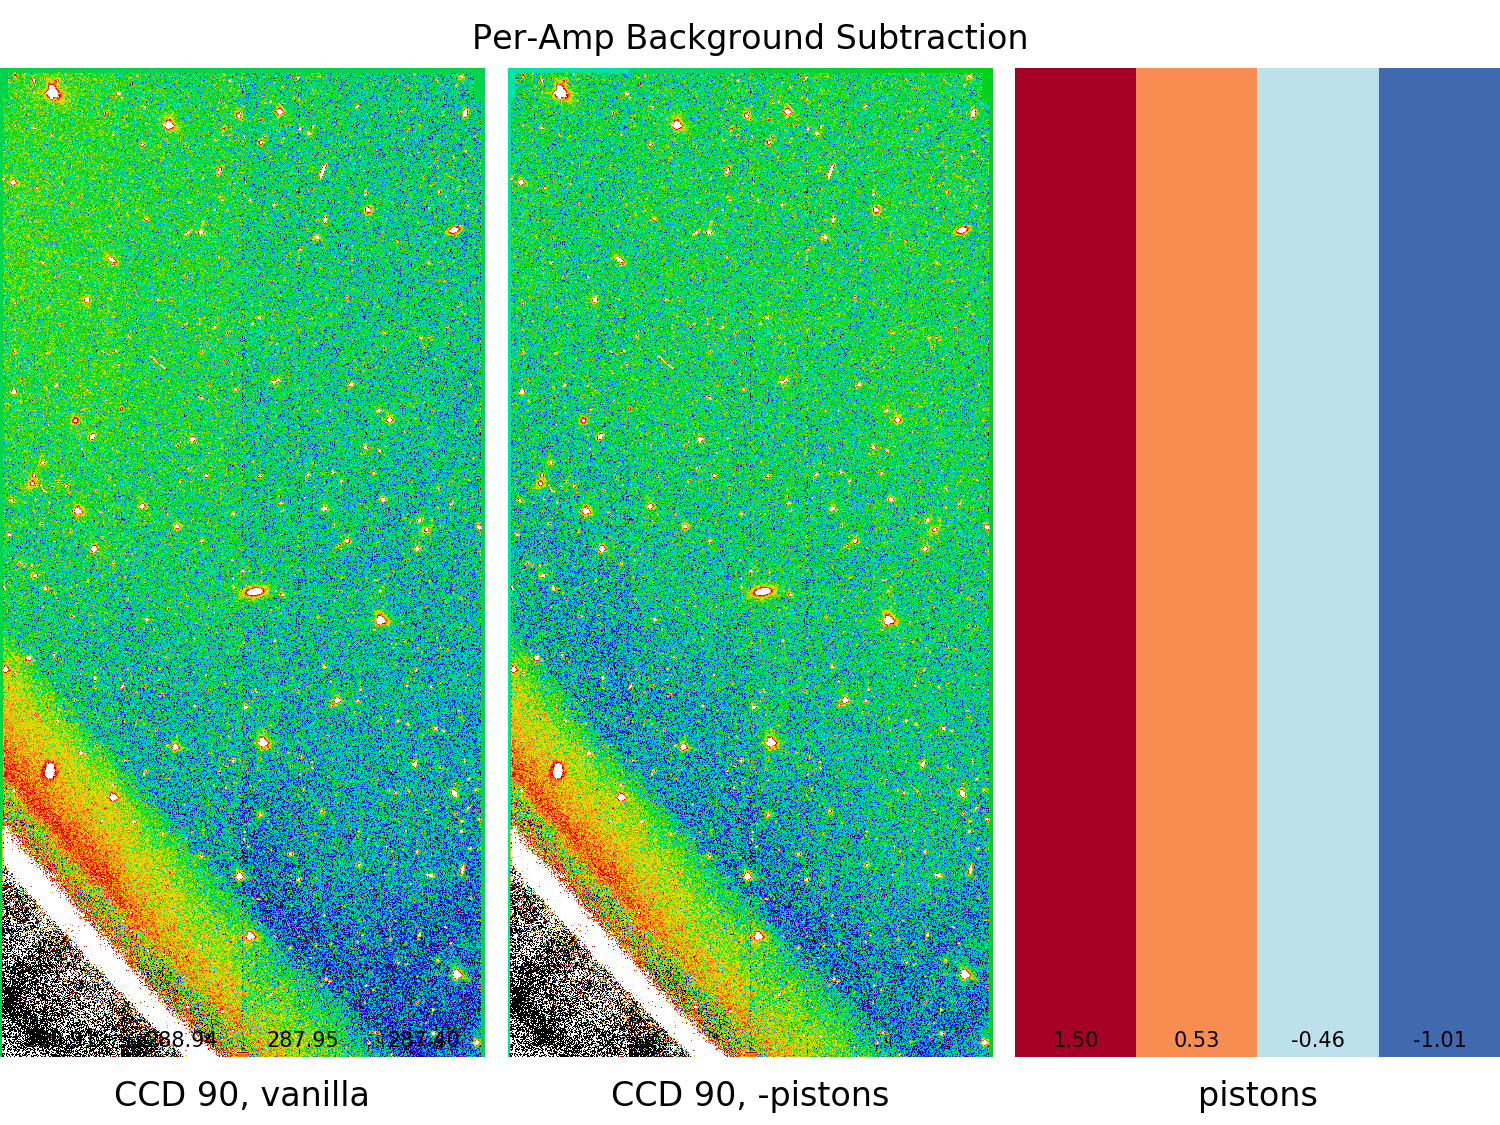 Per-Amp Background Subtraction
288.94 287.95 287.40
1.50 0.53 -0.46 -1.01
CCD 90, vanilla CCD 90, -pistons pistons